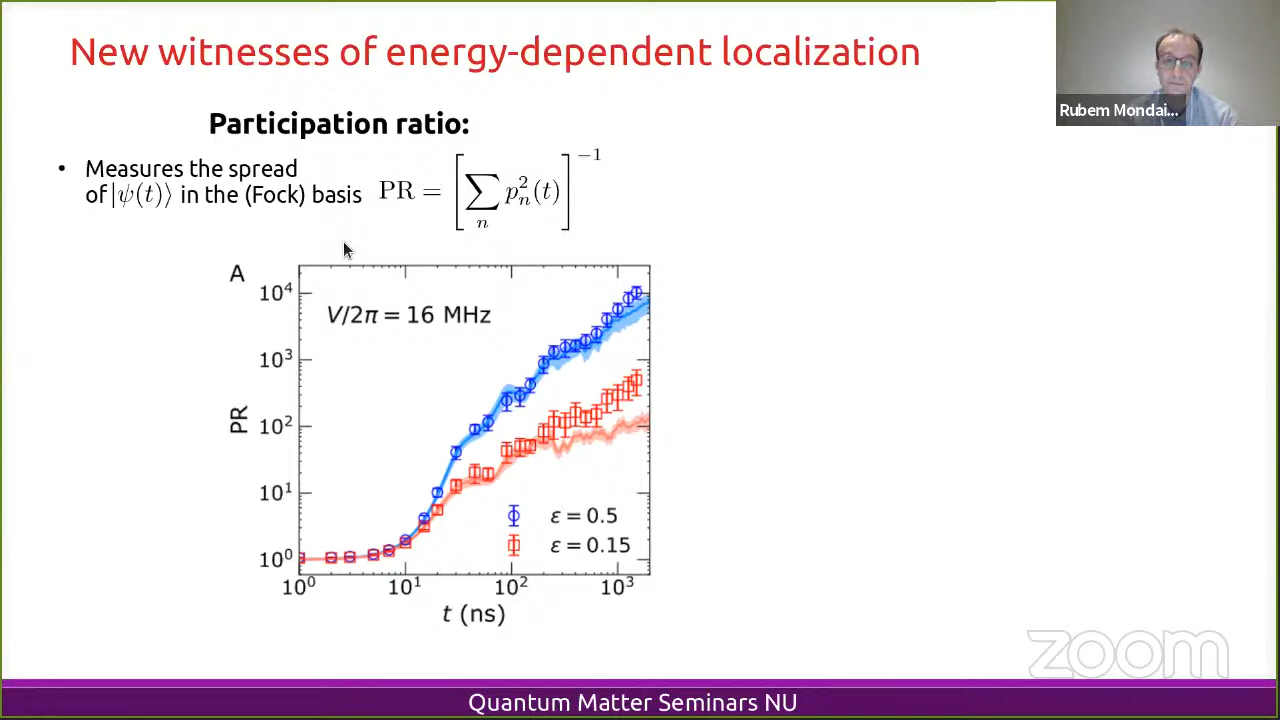 New witnesses of energy-dependent localization
Rubem Mondai...
Participation ratio:
• Measures the spread
of |ψ(t)⟩ in the (Fock) basis
PR = [∑ₙ pₙ²(t)]⁻¹
A
V/2π = 16 MHz
10⁴
10³
10²
10¹
10⁰
PR
ε = 0.5
ε = 0.15
10⁰ 10¹ 10² 10³
t (ns)
zoom
Quantum Matter Seminars NU